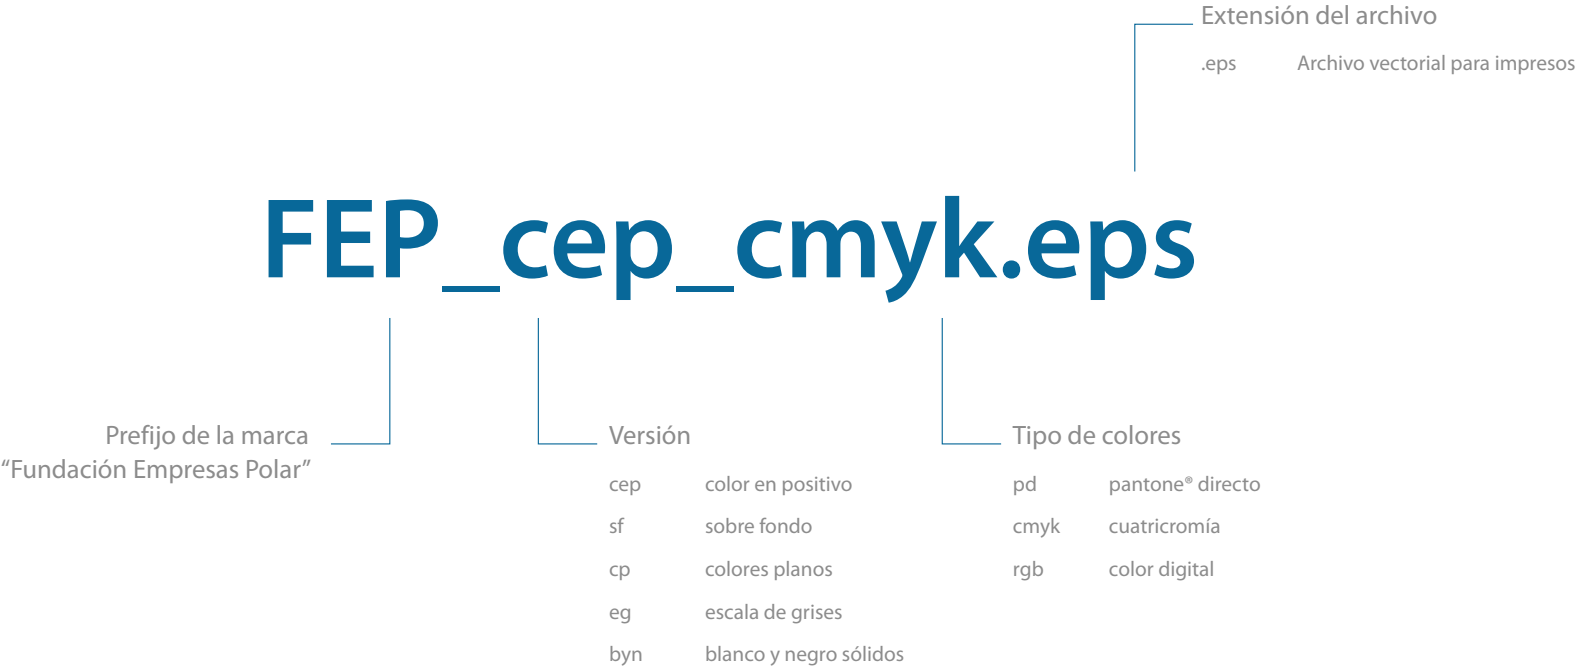 Extensión del archivo
.eps Archivo vectorial para impresos
FEP_cep_cmyk.eps
Prefijo de la marca
“Fundación Empresas Polar”
Versión
cep color en positivo
sf sobre fondo
cp colores planos
eg escala de grises
byn blanco y negro sólidos
Tipo de colores
pd pantone® directo
cmyk cuatricromía
rgb color digital